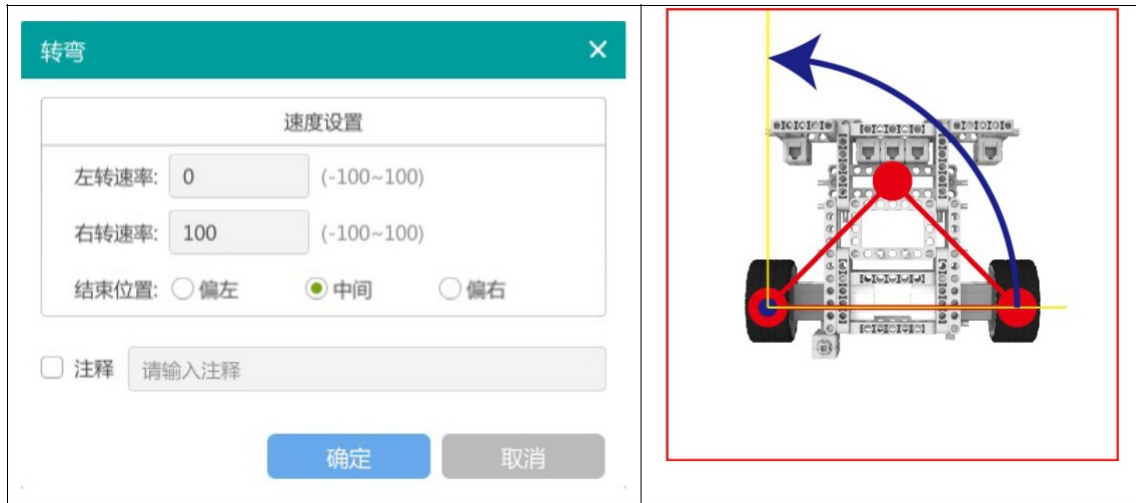 转弯
速度设置
左转速率: 0 (-100~100)
右转速率: 100 (-100~100)
结束位置: 偏左 中间 偏右
注释 请输入注释
确定 取消